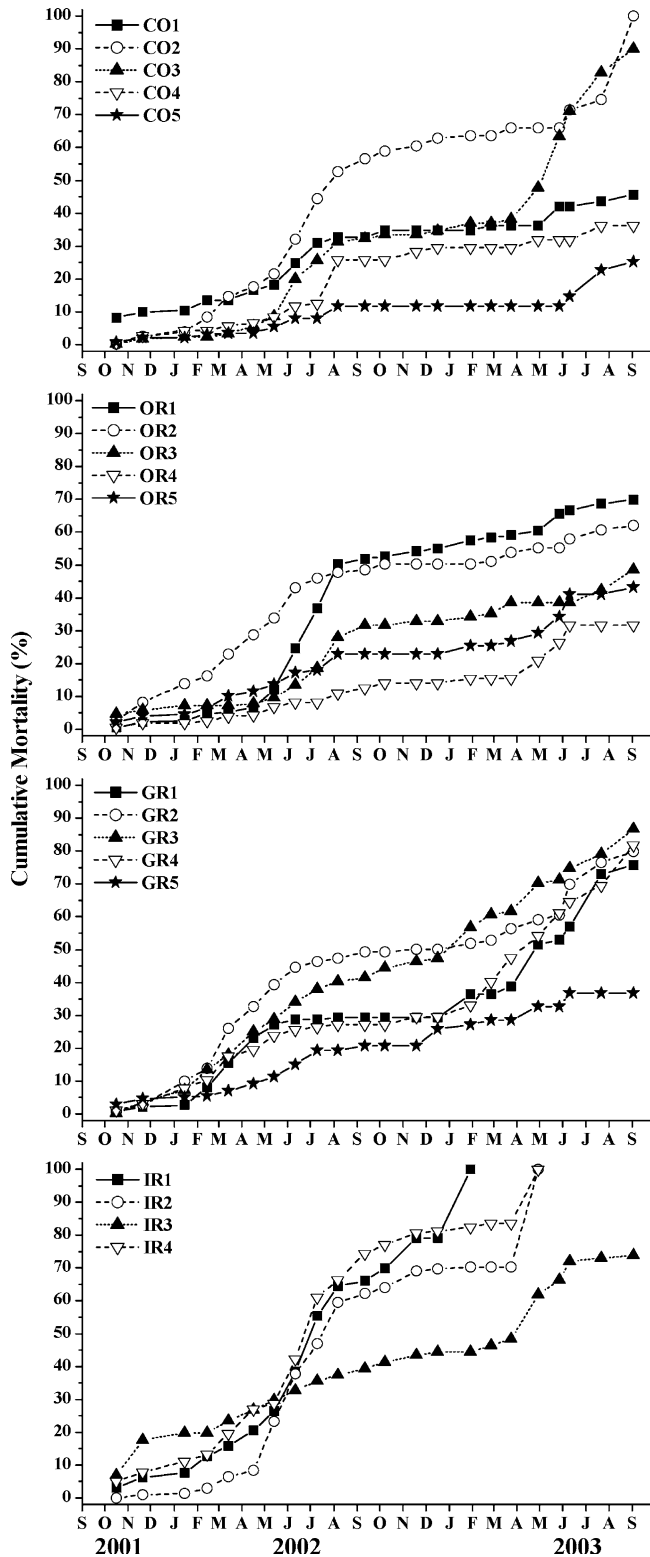 100
90
80
70
60
50
40
30
20
10
0
CO1
CO2
CO3
CO4
CO5
S O N D J F M A M J J A S O N D J F M A M J J A S
100
90
80
70
60
50
40
30
20
10
0
OR1
OR2
OR3
OR4
OR5
S O N D J F M A M J J A S O N D J F M A M J J A S
Cumulative Mortality (%)
100
90
80
70
60
50
40
30
20
10
0
GR1
GR2
GR3
GR4
GR5
S O N D J F M A M J J A S O N D J F M A M J J A S
100
90
80
70
60
50
40
30
20
10
0
IR1
IR2
IR3
IR4
S O N D J F M A M J J A S O N D J F M A M J J A S
2001 2002 2003